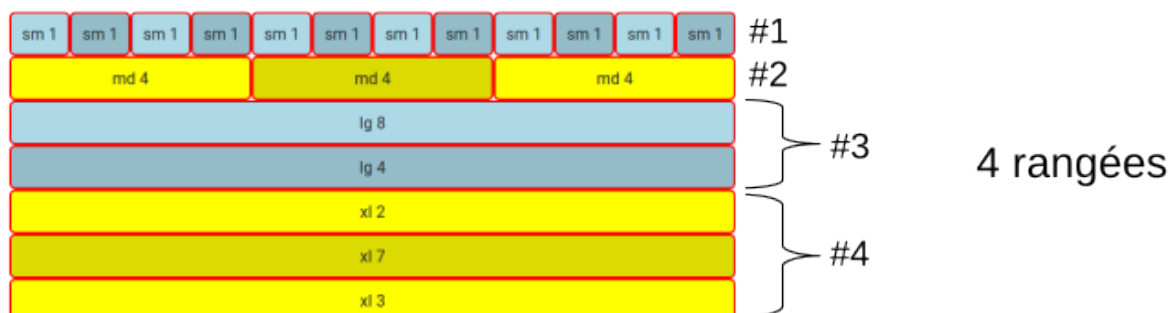 sm 1 sm 1 sm 1 sm 1 sm 1 sm 1 sm 1 sm 1 sm 1 sm 1 sm 1 sm 1 #1
md 4 md 4 md 4 #2
lg 8
#3
lg 4
4 rangées
xl 2
xl 7
#4
xl 3